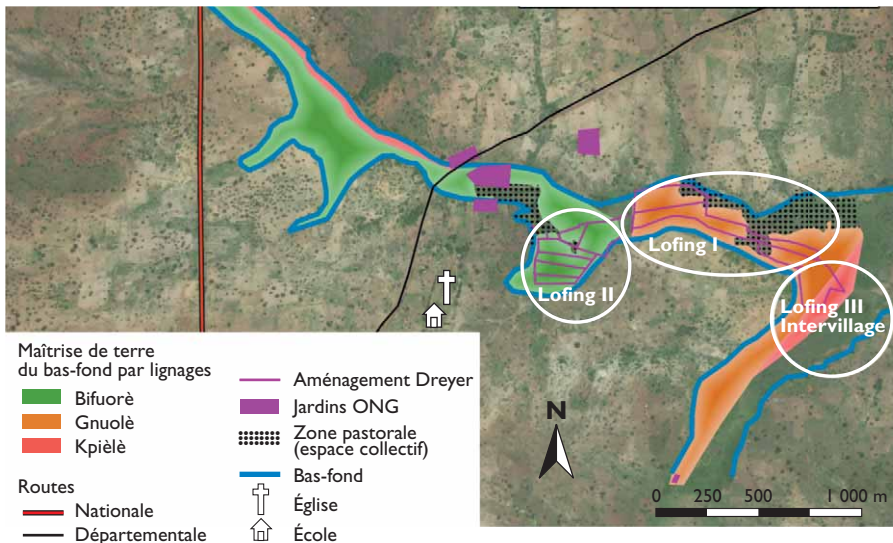 Lofing I
Lofing II
Lofing III
Intervillage
Maîtrise de terre
du bas-fond par lignages
Bifuorè
Gnuolè
Kpièlè
Routes
Nationale
Départementale
Aménagement Dreyer
Jardins ONG
Zone pastorale
(espace collectif)
Bas-fond
Église
École
N
0 250 500 1 000 m